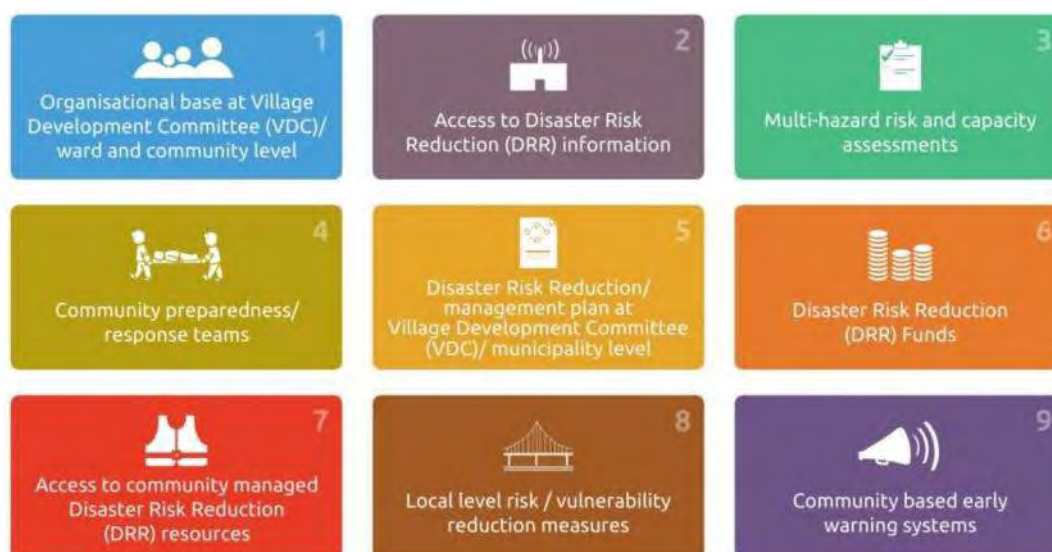 1
Organisational base at Village
Development Committee (VDC)/
ward and community level
2
Access to Disaster Risk
Reduction (DRR) information
3
Multi-hazard risk and capacity
assessments
4
Community preparedness/
response teams
5
Disaster Risk Reduction/
management plan at
Village Development Committee
(VDC)/ municipality level
6
Disaster Risk Reduction
(DRR) Funds
7
Access to community managed
Disaster Risk Reduction
(DRR) resources
8
Local level risk / vulnerability
reduction measures
9
Community based early
warning systems